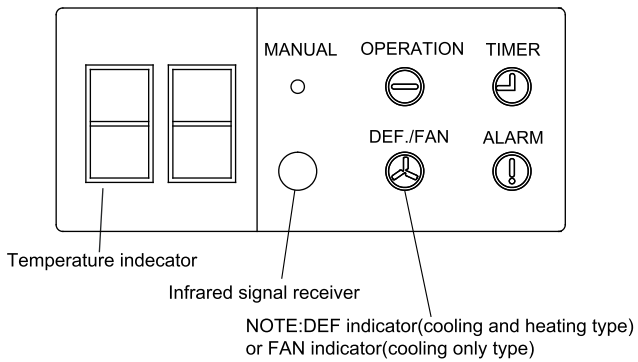 MANUAL OPERATION TIMER
DEF./FAN ALARM
Temperature indecator
Infrared signal receiver
NOTE:DEF indicator(cooling and heating type)
or FAN indicator(cooling only type)